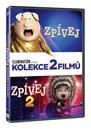 ZPÍVEJ
ILLUMINATION
KOLEKCE 2 FILMŮ
ZPÍVEJ
2